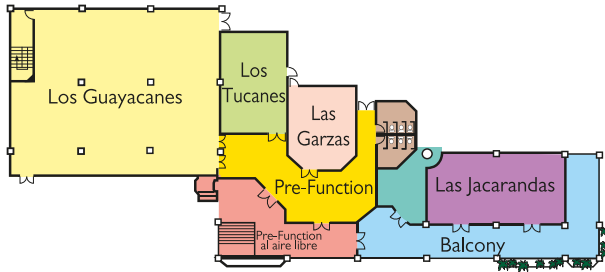 Los Guayacanes
Los
Tucanes
Las
Garzas
Pre-Function
Las Jacarandas
Pre-Function
al aire libre
Balcony